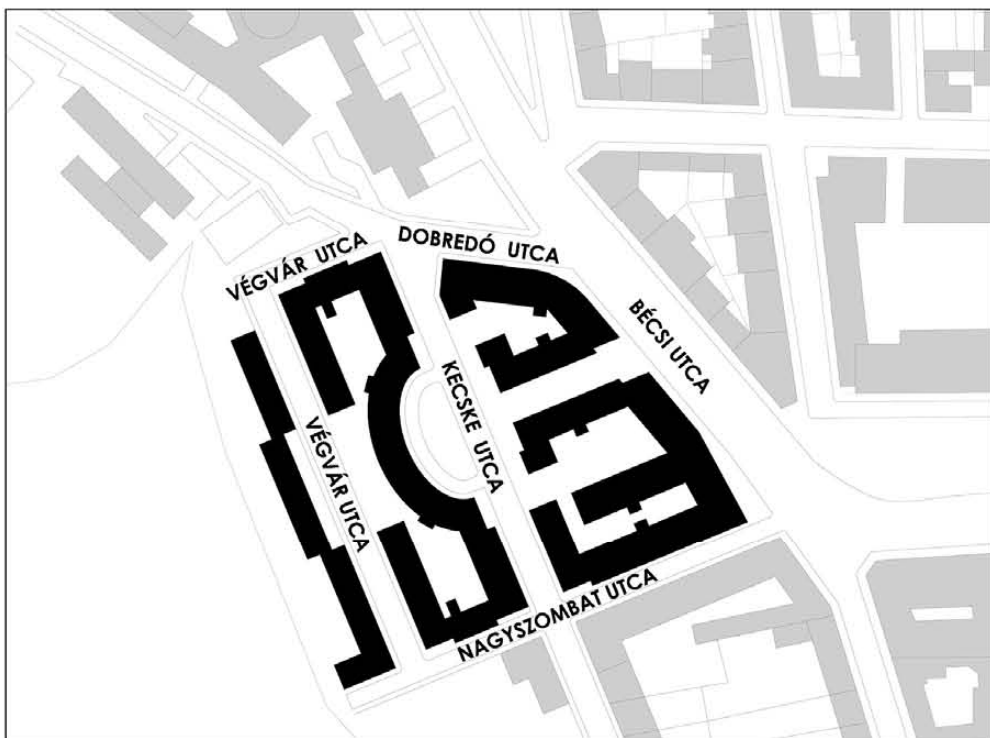 DOBREDÓ UTCA
VÉGVÁR UTCA
BÉCSI UTCA
KECSKE UTCA
VÉGVÁR UTCA
NAGYSZOMBAT UTCA